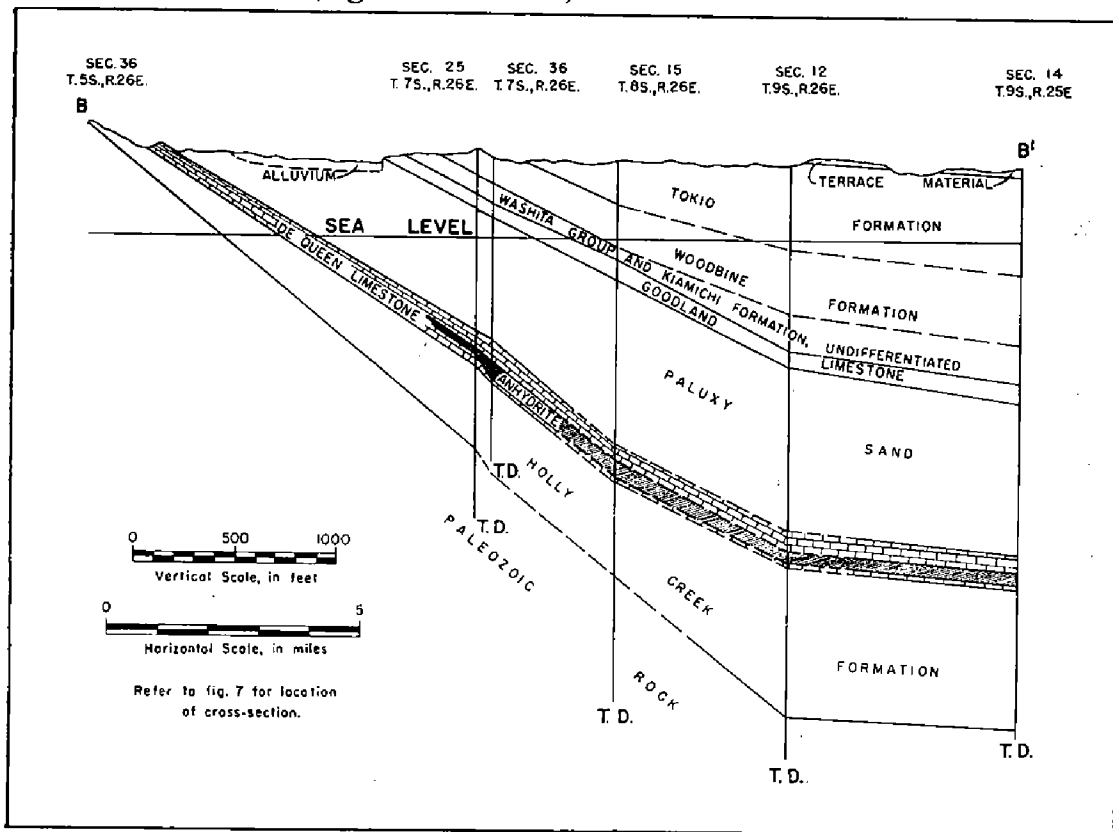 SEC. 36
T.5S.,R.26E.
SEC. 25
T.7S.,R.26E.
SEC. 36
T.7S.,R.26E.
SEC. 15
T.8S.,R.26E.
SEC. 12
T.9S.,R.26E.
SEC. 14
T.9S.,R.25E
B
B'
ALLUVIUM
TERRACE MATERIAL
TOKIO
FORMATION
SEA LEVEL
WASHITA GROUP AND KIAMICHI FORMATION, UNDIFFERENTIATED
WOODBINE
FORMATION
DE QUEEN LIMESTONE
GOODLAND
LIMESTONE
ANHYDRITE
PALUXY
SAND
HOLLY
CREEK
FORMATION
T.D.
T.D.
PALEOZOIC
ROCK
T.D.
T.D.
T.D.
0 500 1000
Vertical Scale, in feet
0 5
Horizontal Scale, in miles
Refer to fig. 7 for location
of cross-section.